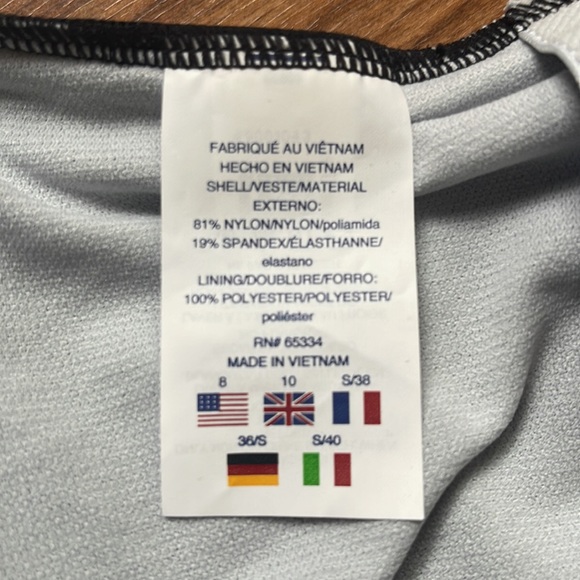 FABRIQUÉ AU VIÊTNAM
HECHO EN VIETNAM
SHELL/VESTE/MATERIAL
EXTERNO:
81% NYLON/NYLON/poliamida
19% SPANDEX/ÉLASTHANNE/
elastano
LINING/DOUBLURE/FORRO:
100% POLYESTER/POLYESTER/
poliéster
RN# 65334
MADE IN VIETNAM
8 10 S/38
36/S S/40